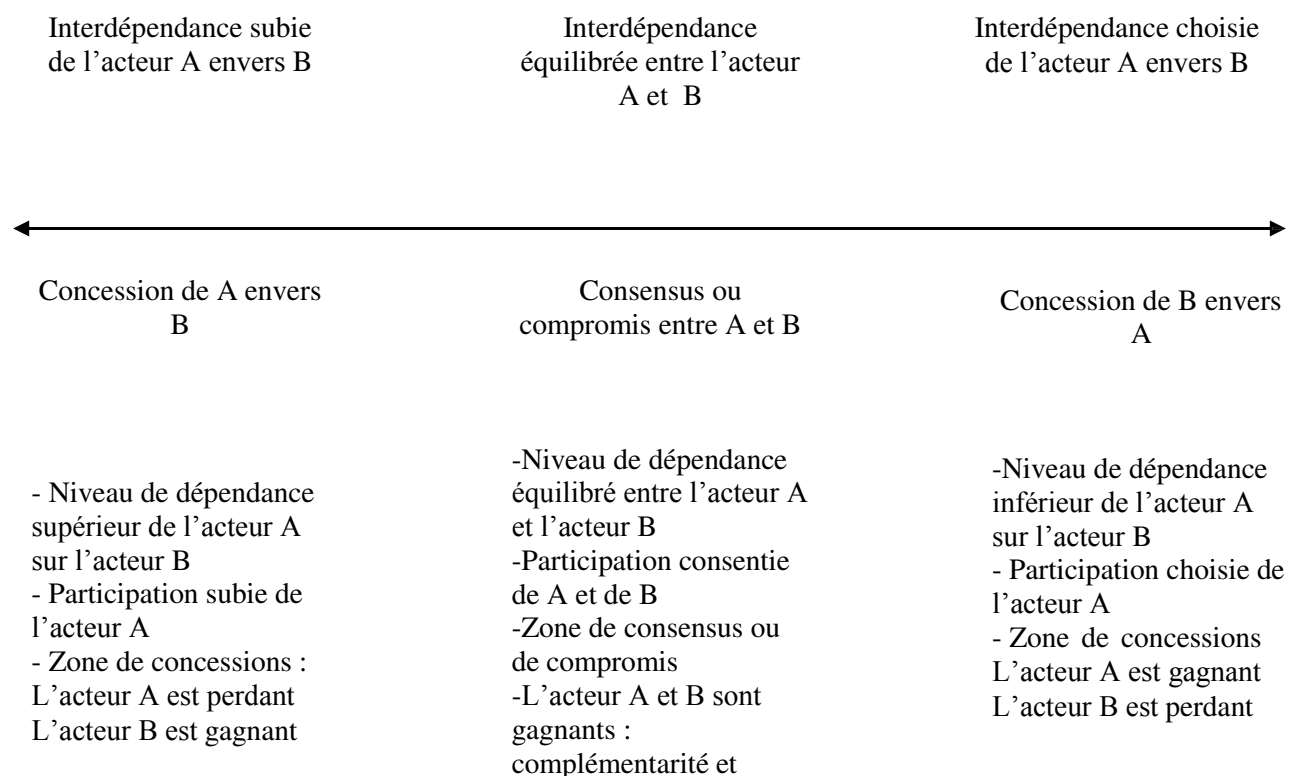 Interdépendance subie
de l’acteur A envers B
Interdépendance
équilibrée entre l’acteur
A et B
Interdépendance choisie
de l’acteur A envers B
Concession de A envers
B
Consensus ou
compromis entre A et B
Concession de B envers
A
- Niveau de dépendance
supérieur de l’acteur A
sur l’acteur B
- Participation subie de
l’acteur A
- Zone de concessions :
L’acteur A est perdant
L’acteur B est gagnant
-Niveau de dépendance
équilibré entre l’acteur A
et l’acteur B
-Participation consentie
de A et de B
-Zone de consensus ou
de compromis
-L’acteur A et B sont
gagnants :
complémentarité et
-Niveau de dépendance
inférieur de l’acteur A
sur l’acteur B
- Participation choisie de
l’acteur A
- Zone de concessions
L’acteur A est gagnant
L’acteur B est perdant